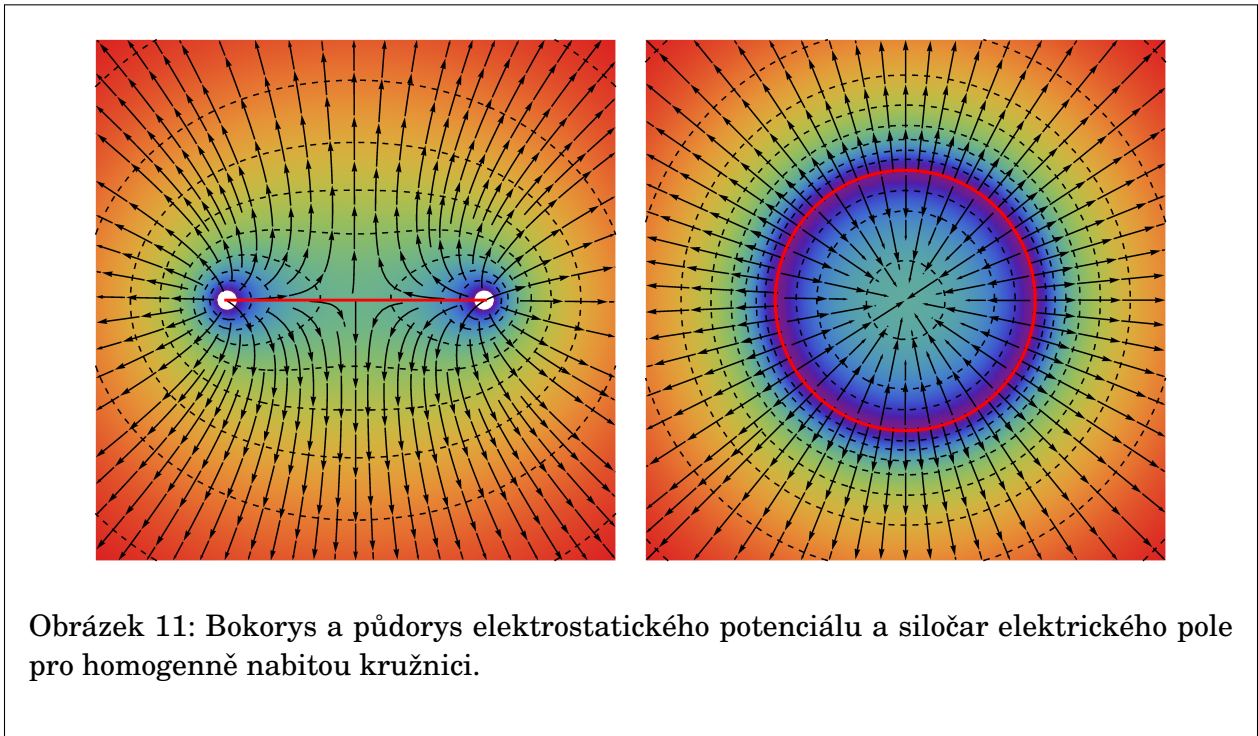 Obrázek 11: Bokorys a půdorys elektrostatického potenciálu a siločar elektrického pole
pro homogenně nabitou kružnici.